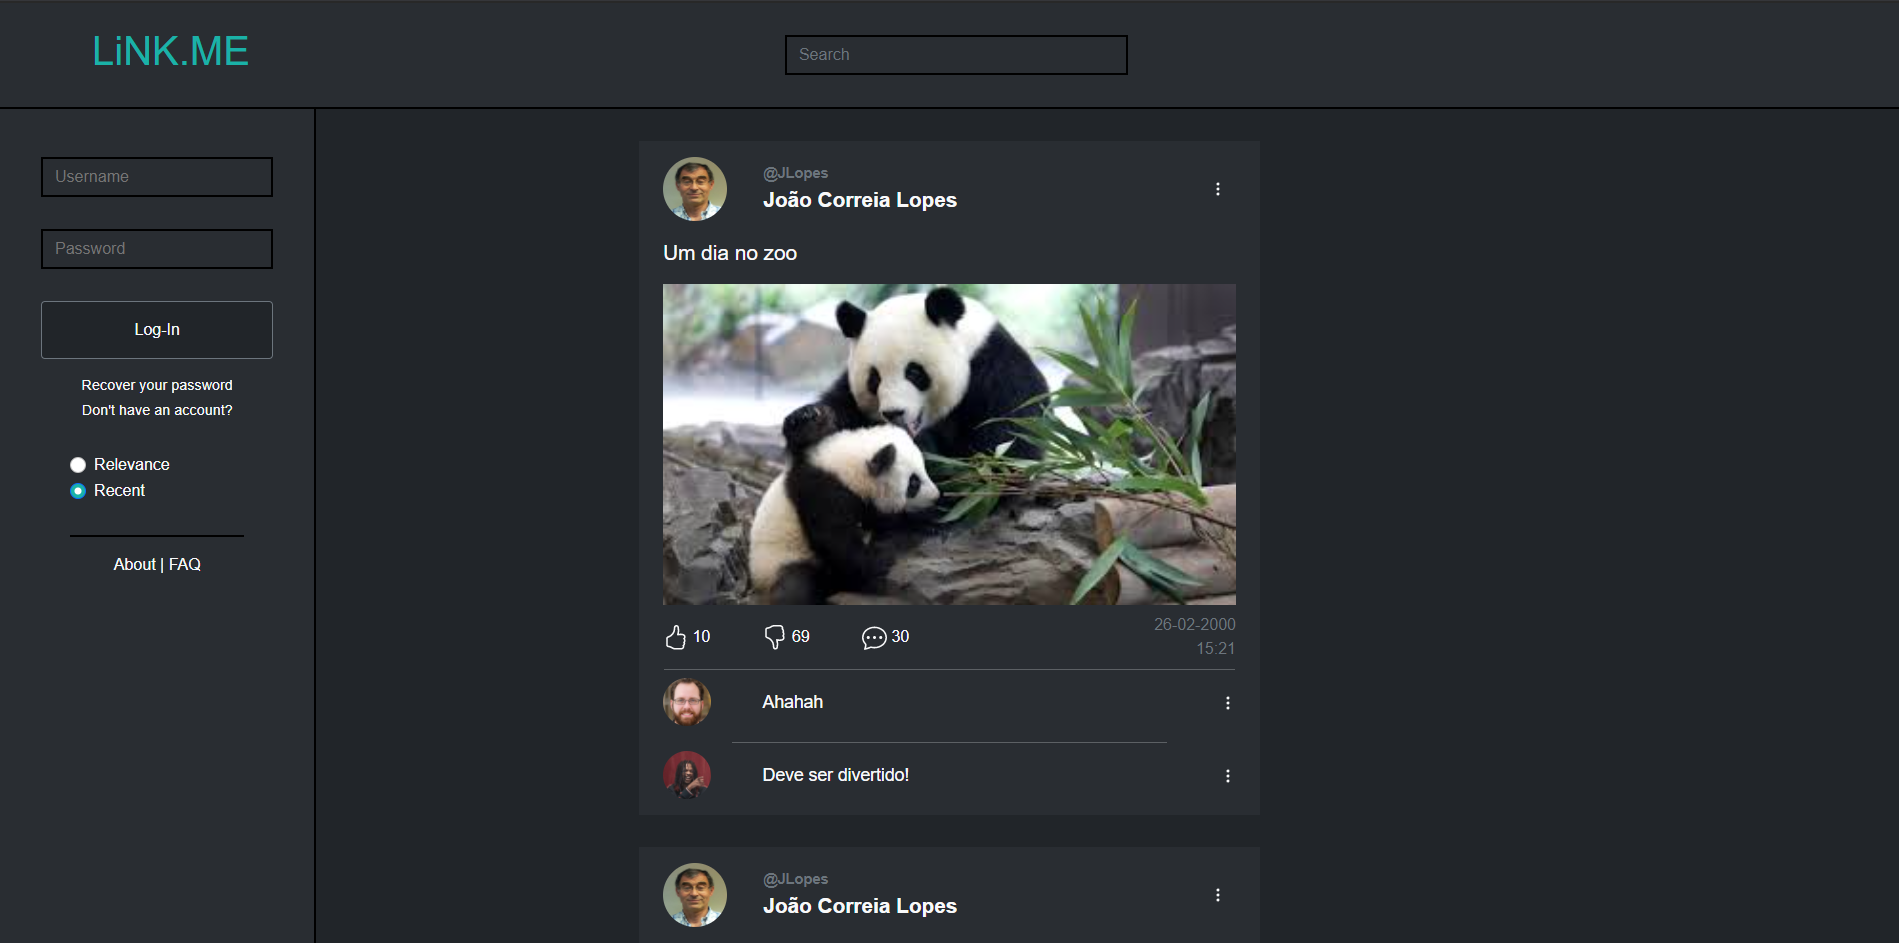 LiNK.ME
Search
Username
Password
Log-In
Recover your password
Don't have an account?
Relevance
Recent
About | FAQ
@JLopes
João Correia Lopes
Um dia no zoo
10
69
30
26-02-2000
15:21
Ahahah
Deve ser divertido!
@JLopes
João Correia Lopes